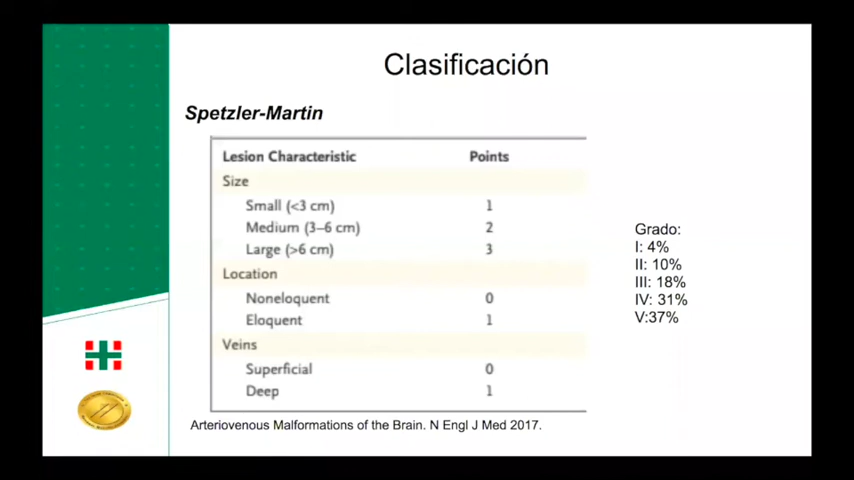 Clasificación
Spetzler-Martin
Lesion Characteristic Points
Size
Small (<3 cm) 1
Medium (3–6 cm) 2
Large (>6 cm) 3
Location
Noneloquent 0
Eloquent 1
Veins
Superficial 0
Deep 1
Grado:
I: 4%
II: 10%
III: 18%
IV: 31%
V:37%
Arteriovenous Malformations of the Brain. N Engl J Med 2017.